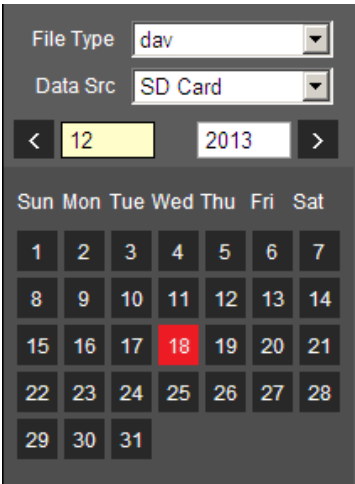 File Type dav
Data Src SD Card
< 12 2013 >
Sun Mon Tue Wed Thu Fri Sat
1 2 3 4 5 6 7
8 9 10 11 12 13 14
15 16 17 18 19 20 21
22 23 24 25 26 27 28
29 30 31